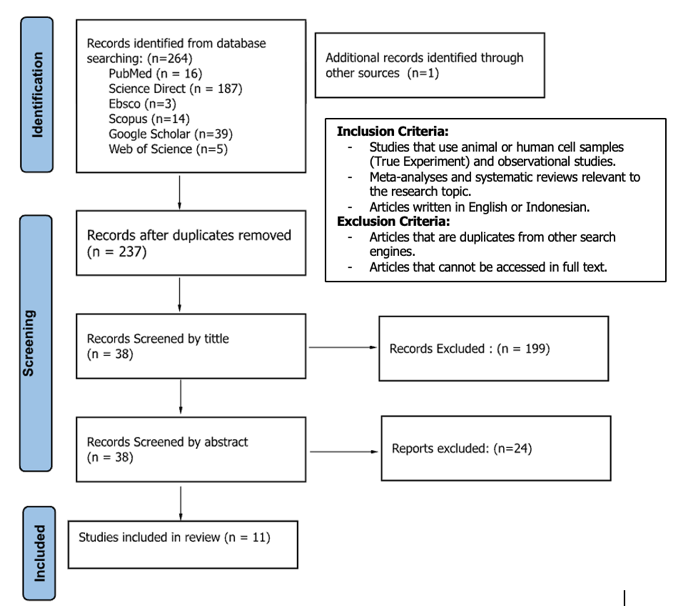 Identification
Records identified from database
searching: (n=264)
PubMed (n = 16)
Science Direct (n = 187)
Ebsco (n=3)
Scopus (n=14)
Google Scholar (n=39)
Web of Science (n=5)
Additional records identified through
other sources (n=1)
Inclusion Criteria:
- Studies that use animal or human cell samples
(True Experiment) and observational studies.
- Meta-analyses and systematic reviews relevant to
the research topic.
- Articles written in English or Indonesian.
Exclusion Criteria:
- Articles that are duplicates from other search
engines.
- Articles that cannot be accessed in full text.
Screening
Records after duplicates removed
(n = 237)
Records Screened by tittle
(n = 38)
Records Excluded : (n = 199)
Records Screened by abstract
(n = 38)
Reports excluded: (n=24)
Included
Studies included in review (n = 11)